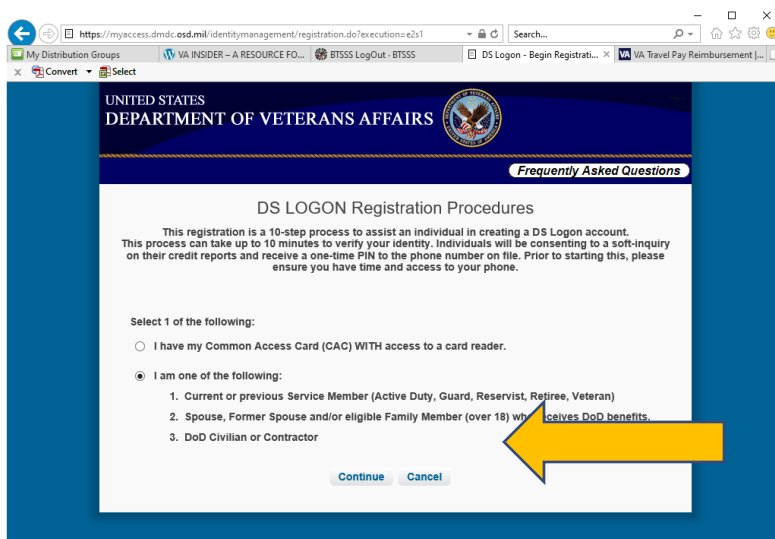 https://myaccess.dmdc.osd.mil/identitymanagement/registration.do?execution=e2s1
Search...
My Distribution Groups
VA INSIDER – A RESOURCE FO...
BTSSS LogOut - BTSSS
DS Logon - Begin Registrati...
VA Travel Pay Reimbursement |...
x Convert Select
UNITED STATES
DEPARTMENT OF VETERANS AFFAIRS
Frequently Asked Questions
DS LOGON Registration Procedures
This registration is a 10-step process to assist an individual in creating a DS Logon account.
This process can take up to 10 minutes to verify your identity. Individuals will be consenting to a soft-inquiry
on their credit reports and receive a one-time PIN to the phone number on file. Prior to starting this, please
ensure you have time and access to your phone.
Select 1 of the following:
I have my Common Access Card (CAC) WITH access to a card reader.
I am one of the following:
1. Current or previous Service Member (Active Duty, Guard, Reservist, Retiree, Veteran)
2. Spouse, Former Spouse and/or eligible Family Member (over 18) who receives DoD benefits.
3. DoD Civilian or Contractor
Continue
Cancel